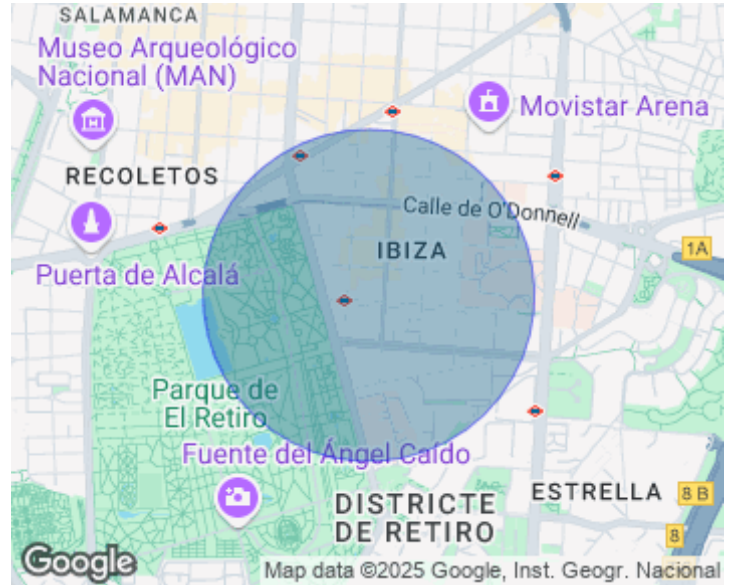 SALAMANCA
Museo Arqueológico
Nacional (MAN)
Movistar Arena
RECOLETOS
Calle de O'Donnell
IBIZA
1A
Puerta de Alcalá
Parque de
El Retiro
Fuente del Ángel Caído
ESTRELLA
8 B
DISTRICTE
DE RETIRO
8
Google
Map data ©2025 Google, Inst. Geogr. Nacional